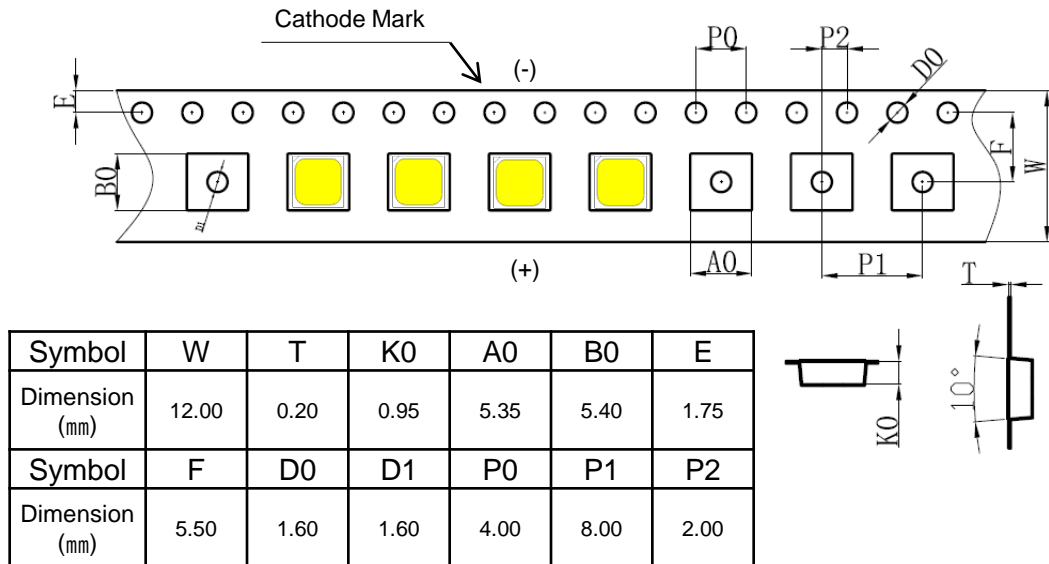 Cathode Mark
(-)
P0
P2
D0
E
B0
D1
F
W
A0
P1
(+)
T
10°
K0
Symbol W T K0 A0 B0 E
Dimension (㎜) 12.00 0.20 0.95 5.35 5.40 1.75
Symbol F D0 D1 P0 P1 P2
Dimension (㎜) 5.50 1.60 1.60 4.00 8.00 2.00